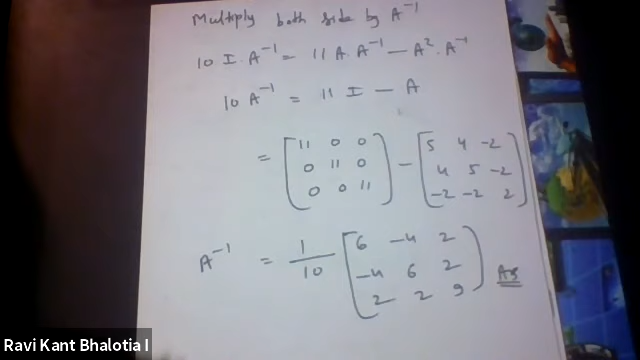 Multiply both side by A⁻¹
10 I . A⁻¹ = 11 A A⁻¹ − A² . A⁻¹
10 A⁻¹ = 11 I − A
= [11 0 0 − [5 4 -2
0 11 0 4 5 -2
0 0 11] -2 -2 2]
A⁻¹ = 1/10 [6 -4 2
-4 6 2
2 2 9] Ans
Ravi Kant Bhalotia I